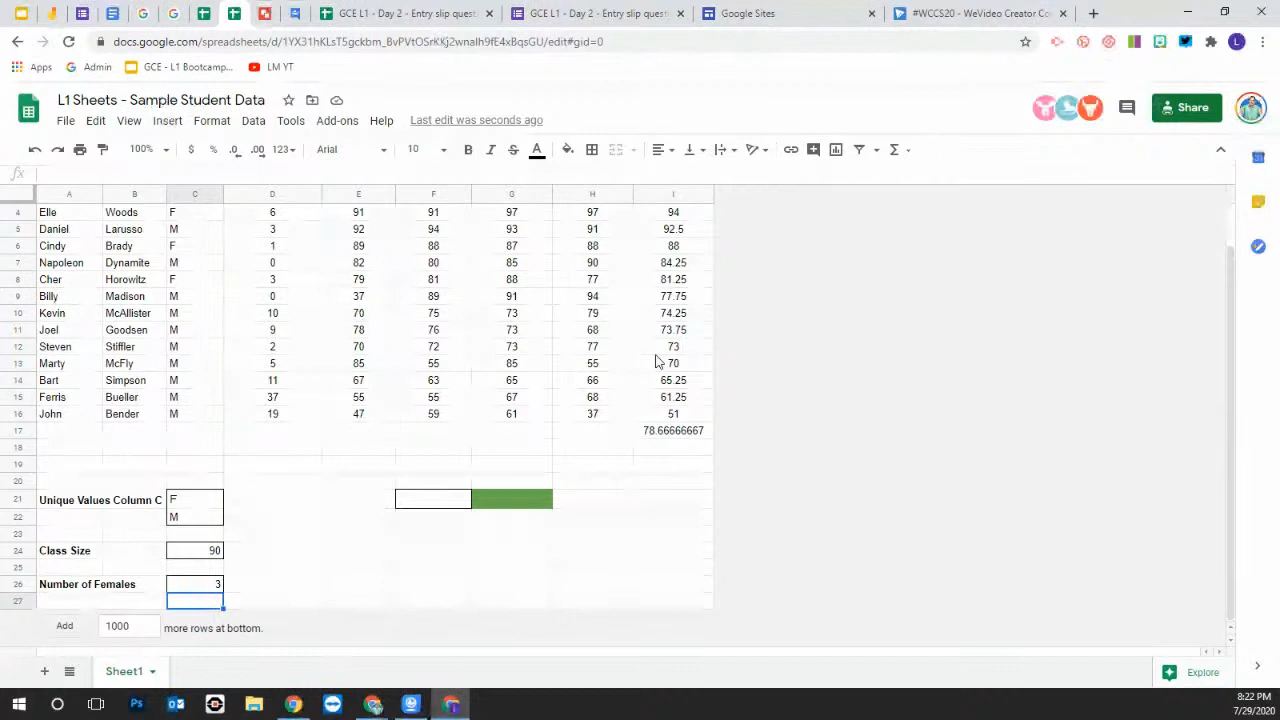 GCE L1 - Day 2 - Entry slip quest
GCE L1 - Day 2 - Entry slip quest
Google Sites
#WCCS20 - WeVideo Creator Co
docs.google.com/spreadsheets/d/1YX31hKLsT5gckbm_BvPVtOSrKKj2wnaIh9fE4xBqsGU/edit#gid=0
Apps
Admin
GCE - L1 Bootcamp...
LM YT
L1 Sheets - Sample Student Data
Share
File Edit View Insert Format Data Tools Add-ons Help Last edit was seconds ago
100% $ % .0 .00 123 Arial 10 B I S A Σ
fx
A B C D E F G H I
4 Elle Woods F 6 91 91 97 97 94
5 Daniel Larusso M 3 92 94 93 91 92.5
6 Cindy Brady F 1 89 88 87 88 88
7 Napoleon Dynamite M 0 82 80 85 90 84.25
8 Cher Horowitz F 3 79 81 88 77 81.25
9 Billy Madison M 0 37 89 91 94 77.75
10 Kevin McAllister M 10 70 75 73 79 74.25
11 Joel Goodsen M 9 78 76 73 68 73.75
12 Steven Stiffler M 2 70 72 73 77 73
13 Marty McFly M 5 85 55 85 55 70
14 Bart Simpson M 11 67 63 65 66 65.25
15 Ferris Bueller M 37 55 55 67 68 61.25
16 John Bender M 19 47 59 61 37 51
17 78.66666667
18
19
20
21 Unique Values Column C F
22 M
23
24 Class Size 90
25
26 Number of Females 3
27
Add 1000 more rows at bottom.
Sheet1
Explore
8:22 PM
7/29/2020